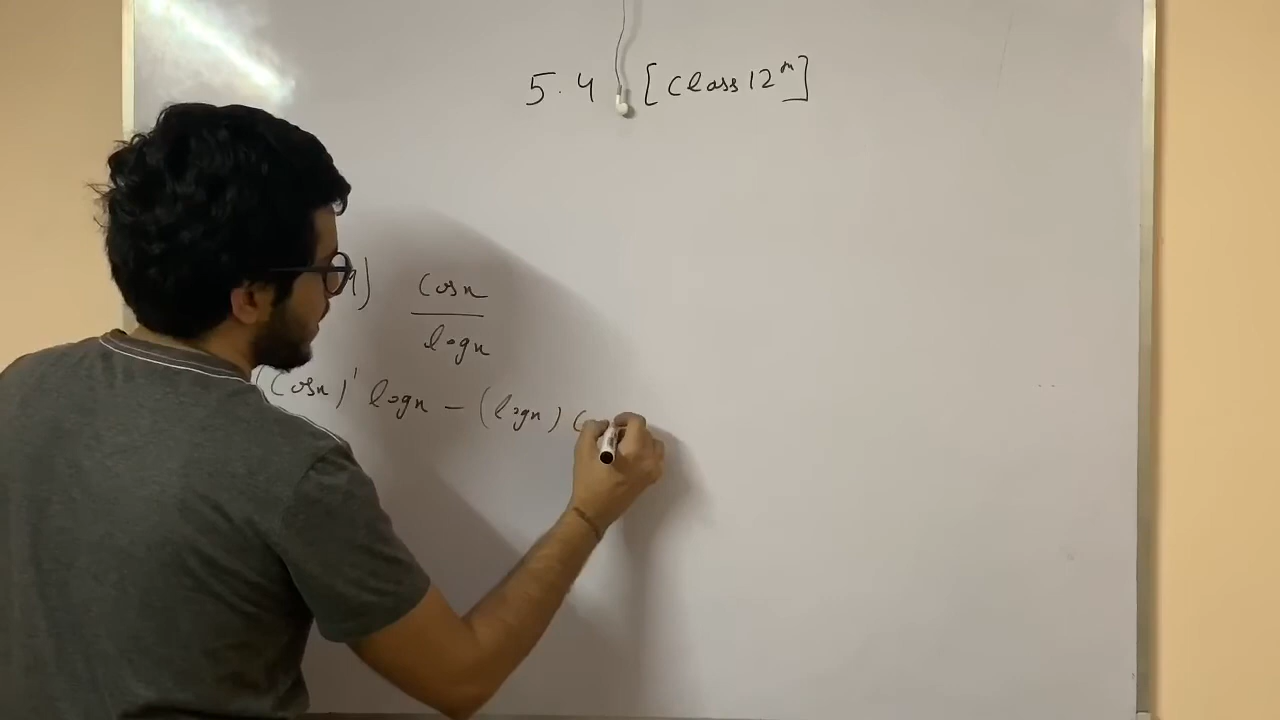 5.4 [Class 12th]
9) cosx
logx
(cosx)' logx - (logx) (